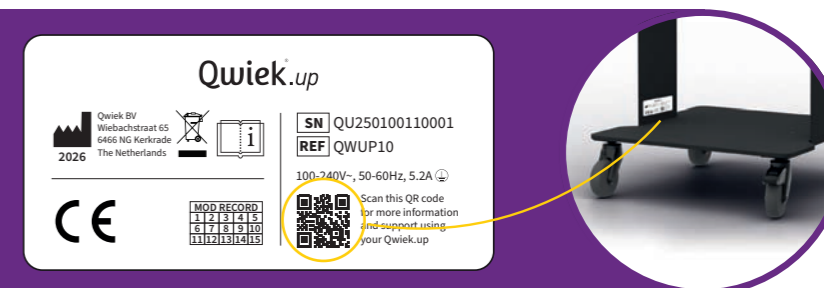 Qwiek.up
Qwiek BV
Wiebachstraat 65
6466 NG Kerkrade
The Netherlands
2026
i
CE
MOD RECORD
1 2 3 4 5
6 7 8 9 10
11 12 13 14 15
SN QU250100110001
REF QWUP10
100-240V~, 50-60Hz, 5.2A
Scan this QR code
for more information
and support using
your Qwiek.up